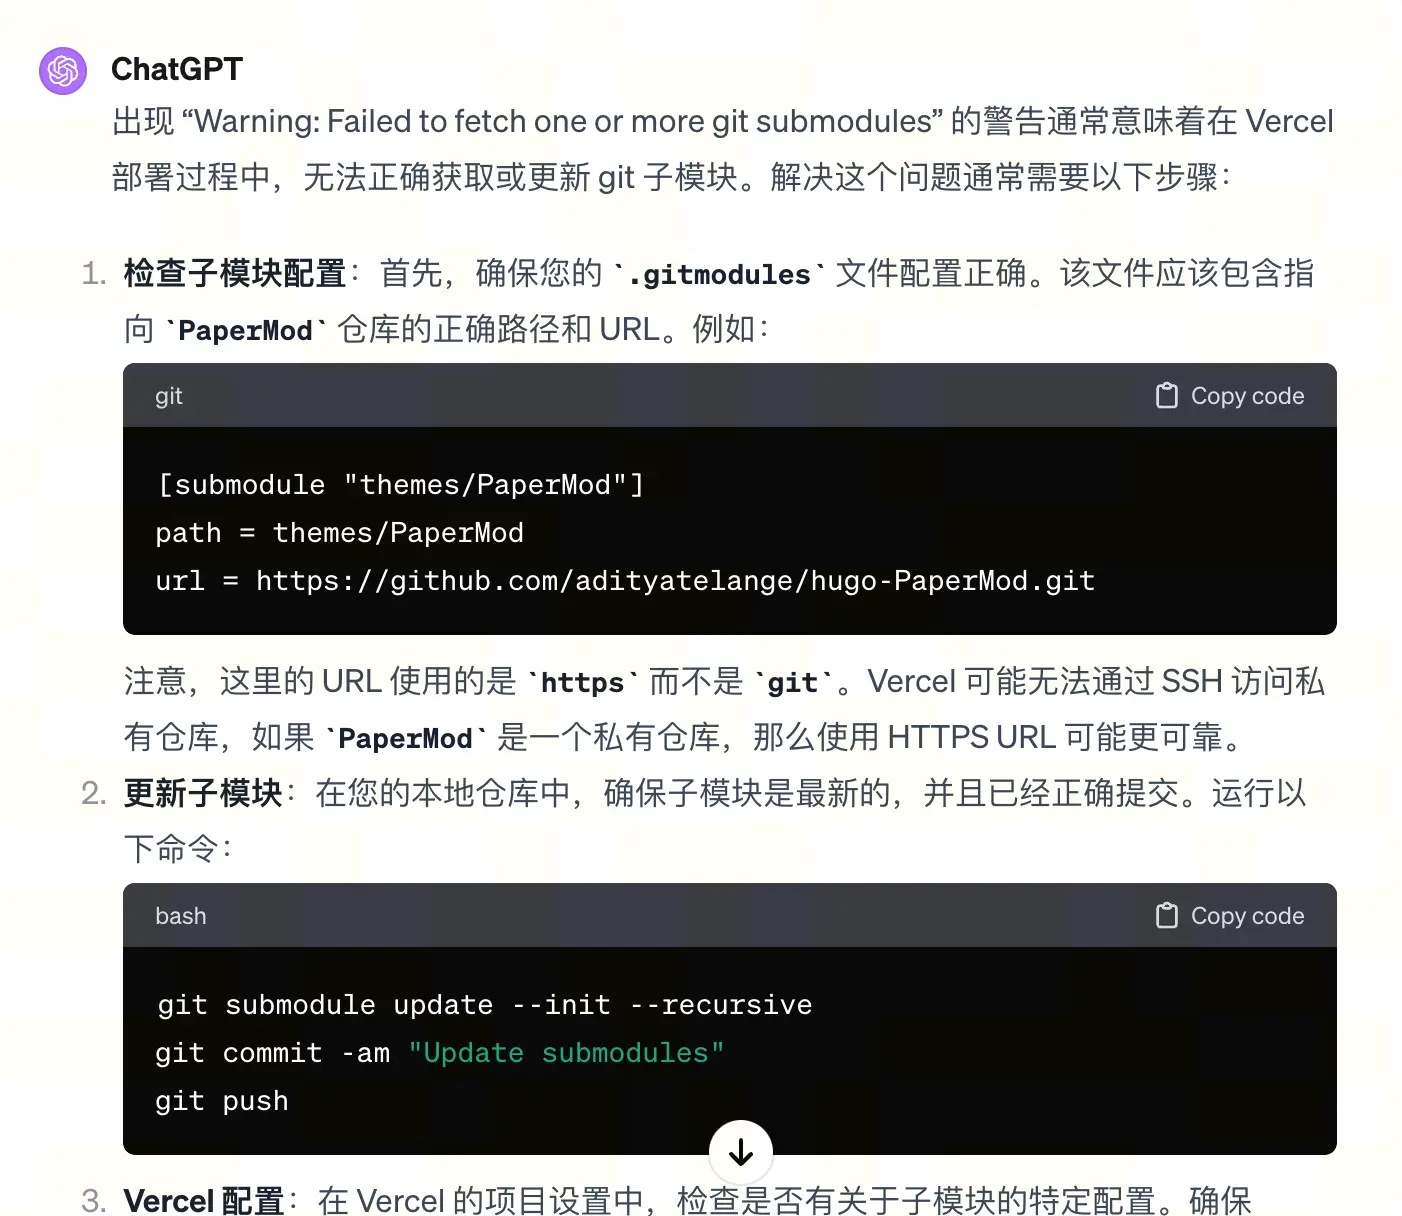 ChatGPT
出现 “Warning: Failed to fetch one or more git submodules” 的警告通常意味着在 Vercel
部署过程中，无法正确获取或更新 git 子模块。解决这个问题通常需要以下步骤：
1. 检查子模块配置：首先，确保您的 `.gitmodules` 文件配置正确。该文件应该包含指
向 `PaperMod` 仓库的正确路径和 URL。例如：
git Copy code
[submodule "themes/PaperMod"]
path = themes/PaperMod
url = https://github.com/adityatelange/hugo-PaperMod.git
注意，这里的 URL 使用的是 `https` 而不是 `git`。Vercel 可能无法通过 SSH 访问私
有仓库，如果 `PaperMod` 是一个私有仓库，那么使用 HTTPS URL 可能更可靠。
2. 更新子模块：在您的本地仓库中，确保子模块是最新的，并且已经正确提交。运行以
下命令：
bash Copy code
git submodule update --init --recursive
git commit -am "Update submodules"
git push
3. Vercel 配置：在 Vercel 的项目设置中，检查是否有关于子模块的特定配置。确保